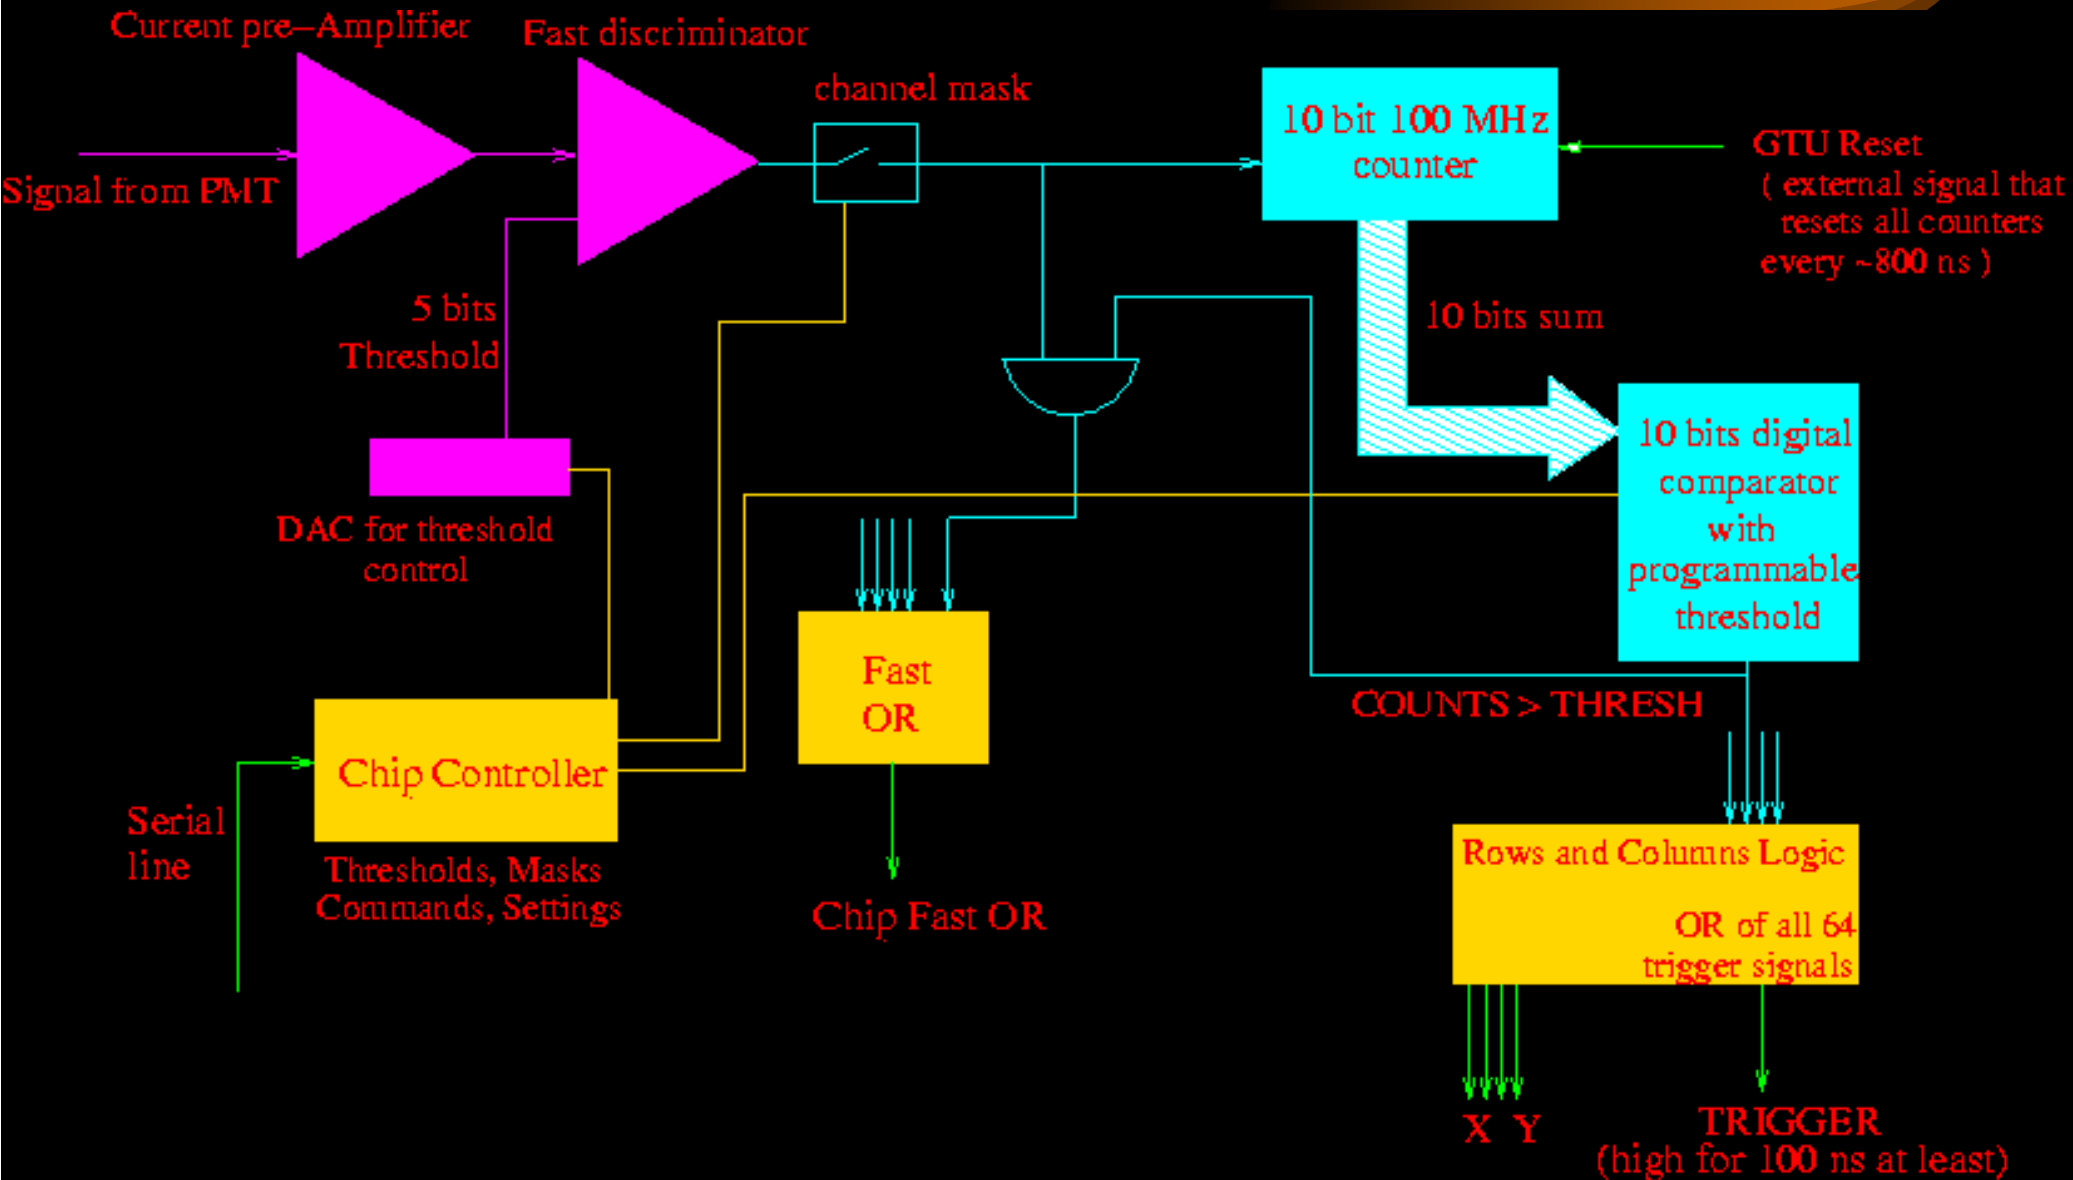 Current pre-Amplifier
Fast discriminator
channel mask
10 bit 100 MHz
counter
GTU Reset
( external signal that
resets all counters
every ~800 ns )
Signal from PMT
5 bits
Threshold
10 bits sum
10 bits digital
comparator
with
programmable
threshold
DAC for threshold
control
Fast
OR
COUNTS > THRESH
Chip Controller
Serial
line
Thresholds, Masks
Commands, Settings
Chip Fast OR
Rows and Columns Logic
OR of all 64
trigger signals
X Y
TRIGGER
(high for 100 ns at least)